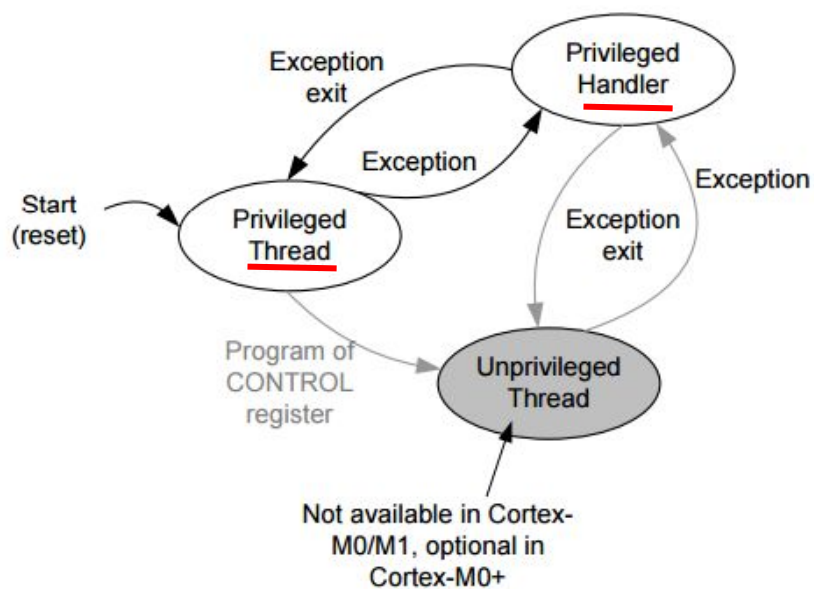 Privileged
Handler
Exception
exit
Exception
Start
(reset)
Privileged
Thread
Exception
Exception
exit
Program of
CONTROL
register
Unprivileged
Thread
Not available in Cortex-
M0/M1, optional in
Cortex-M0+